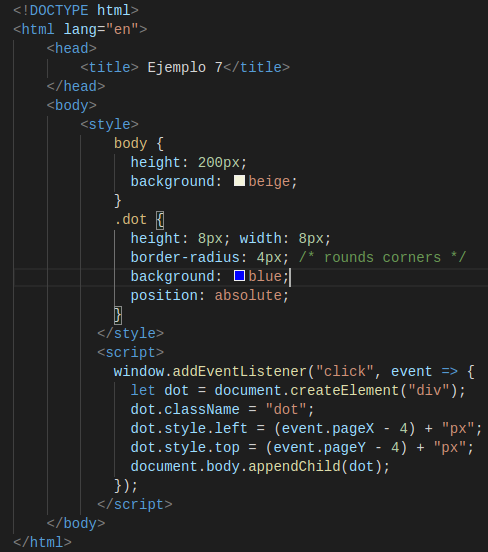 <!DOCTYPE html>
<html lang="en">
    <head>
        <title> Ejemplo 7</title>
    </head>
    <body>
        <style>
            body {
              height: 200px;
              background: beige;
            }
            .dot {
              height: 8px; width: 8px;
              border-radius: 4px; /* rounds corners */
              background: blue;
              position: absolute;
            }
          </style>
          <script>
            window.addEventListener("click", event => {
              let dot = document.createElement("div");
              dot.className = "dot";
              dot.style.left = (event.pageX - 4) + "px";
              dot.style.top = (event.pageY - 4) + "px";
              document.body.appendChild(dot);
            });
          </script>
    </body>
</html>